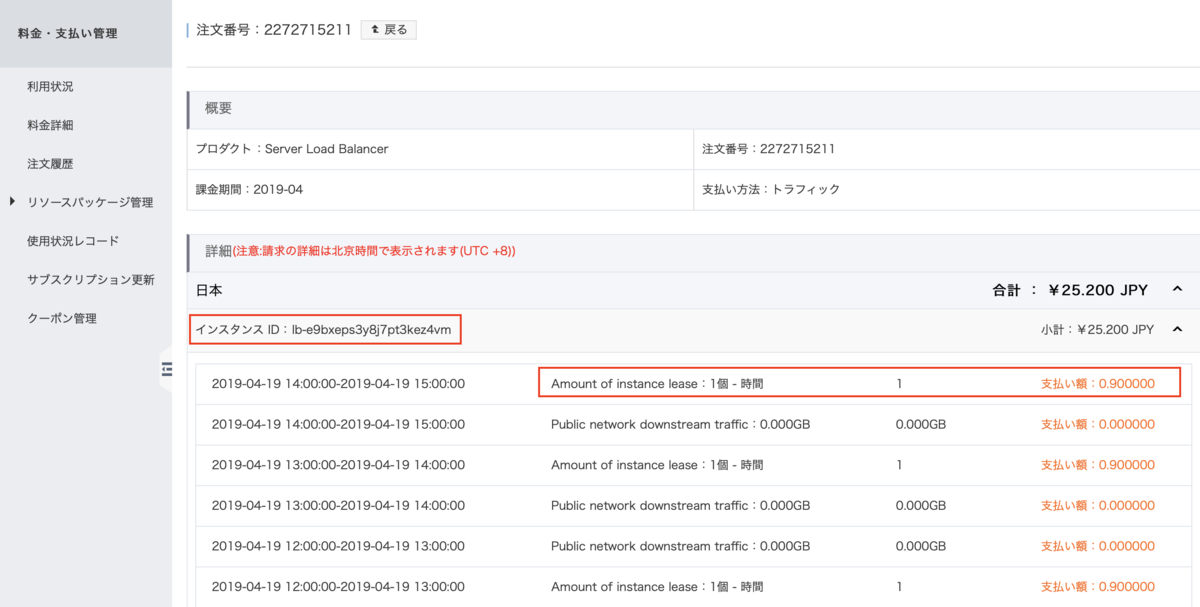 料金・支払い管理
利用状況
料金詳細
注文履歴
リソースパッケージ管理
使用状況レコード
サブスクリプション更新
クーポン管理
注文番号：2272715211 戻る
概要
プロダクト：Server Load Balancer 注文番号：2272715211
課金期間：2019-04 支払い方法：トラフィック
詳細(注意:請求の詳細は北京時間で表示されます(UTC +8))
日本 合計 ： ￥25.200 JPY
インスタンス ID：lb-e9bxeps3y8j7pt3kez4vm 小計：￥25.200 JPY
2019-04-19 14:00:00-2019-04-19 15:00:00 Amount of instance lease：1個 - 時間 1 支払い額：0.900000
2019-04-19 14:00:00-2019-04-19 15:00:00 Public network downstream traffic：0.000GB 0.000GB 支払い額：0.000000
2019-04-19 13:00:00-2019-04-19 14:00:00 Amount of instance lease：1個 - 時間 1 支払い額：0.900000
2019-04-19 13:00:00-2019-04-19 14:00:00 Public network downstream traffic：0.000GB 0.000GB 支払い額：0.000000
2019-04-19 12:00:00-2019-04-19 13:00:00 Public network downstream traffic：0.000GB 0.000GB 支払い額：0.000000
2019-04-19 12:00:00-2019-04-19 13:00:00 Amount of instance lease：1個 - 時間 1 支払い額：0.900000